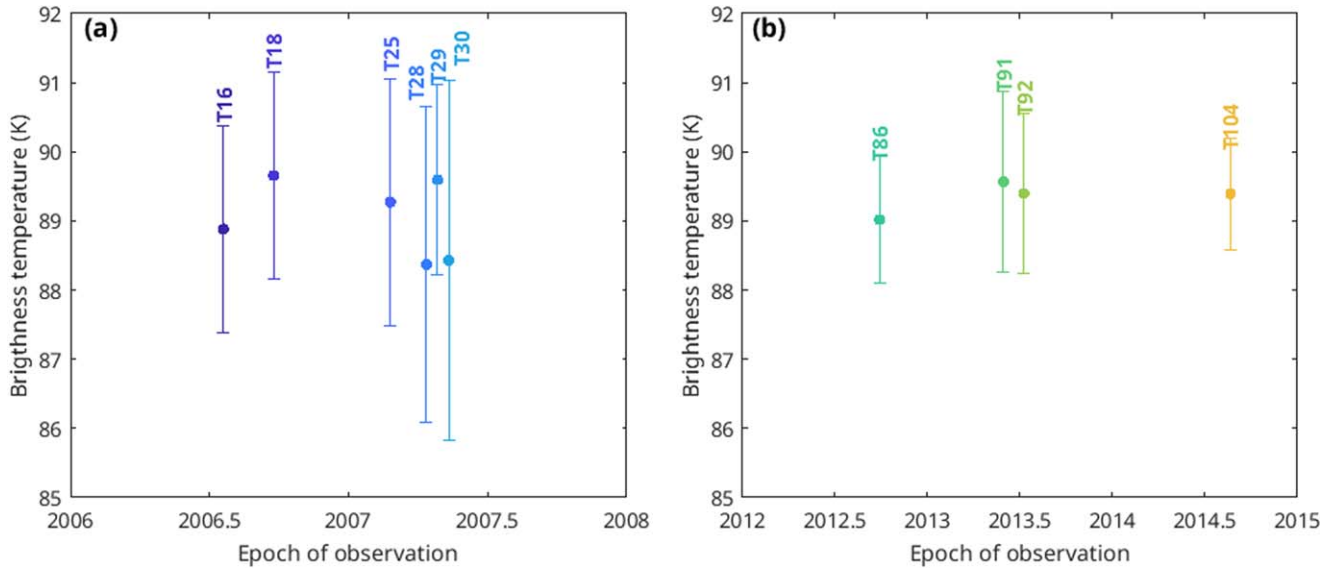 (a)
92
91
90
89
88
87
86
85
Brigthness temperature (K)
T16
T18
T25
T28
T29
T30
2006
2006.5
2007
2007.5
2008
Epoch of observation
(b)
92
91
90
89
88
87
86
85
Brightness temperature (K)
T86
T91
T92
T104
2012
2012.5
2013
2013.5
2014
2014.5
2015
Epoch of observation